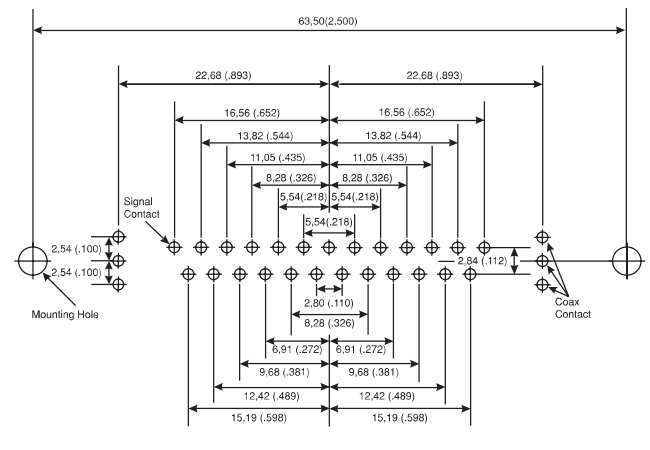 63,50(2.500)
22,68 (.893) 22,68 (.893)
16,56 (.652) 16,56 (.652)
13,82 (.544) 13,82 (.544)
11,05 (.435) 11,05 (.435)
8,28 (.326) 8,28 (.326)
5,54(.218) 5,54(.218)
Signal
Contact
5,54(.218)
2,54 (.100)
2,84 (.112)
2,54 (.100)
2,80 (.110)
Mounting Hole
Coax
Contact
8,28 (.326)
6,91 (.272) 6,91 (.272)
9,68 (.381) 9,68 (.381)
12,42 (.489) 12,42 (.489)
15,19 (.598) 15,19 (.598)